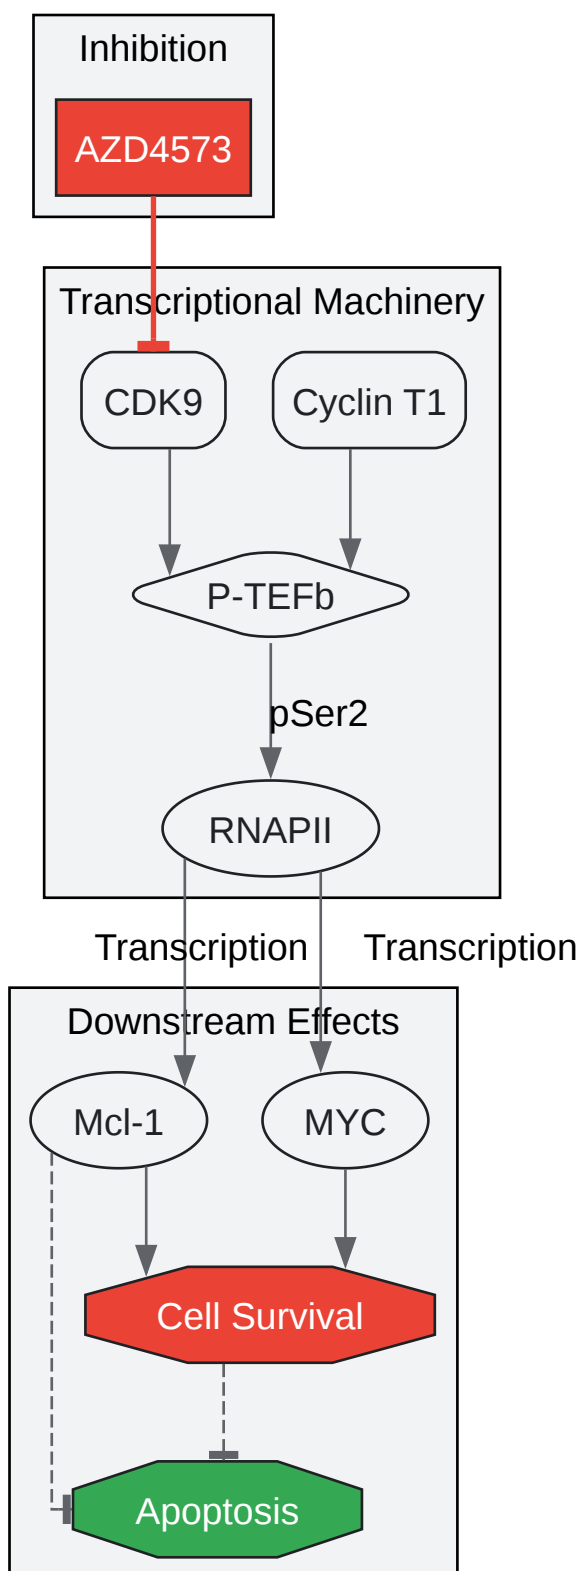 Inhibition
AZD4573
Transcriptional Machinery
CDK9
Cyclin T1
P-TEFb
pSer2
RNAPII
Transcription
Transcription
Downstream Effects
Mcl-1
MYC
Cell Survival
Apoptosis